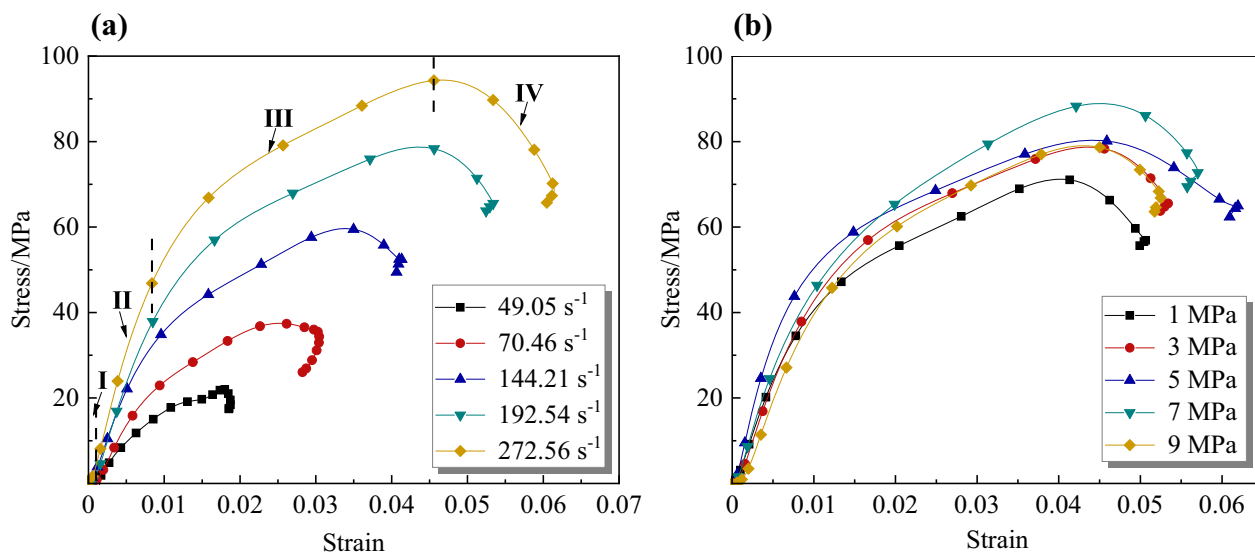 (a)
Stress/MPa
100
80
60
40
20
0
0.01
0.02
0.03
0.04
0.05
0.06
0.07
Strain
I
II
III
IV
49.05 s⁻¹
70.46 s⁻¹
144.21 s⁻¹
192.54 s⁻¹
272.56 s⁻¹
(b)
Stress/MPa
100
80
60
40
20
0
0.01
0.02
0.03
0.04
0.05
0.06
Strain
1 MPa
3 MPa
5 MPa
7 MPa
9 MPa